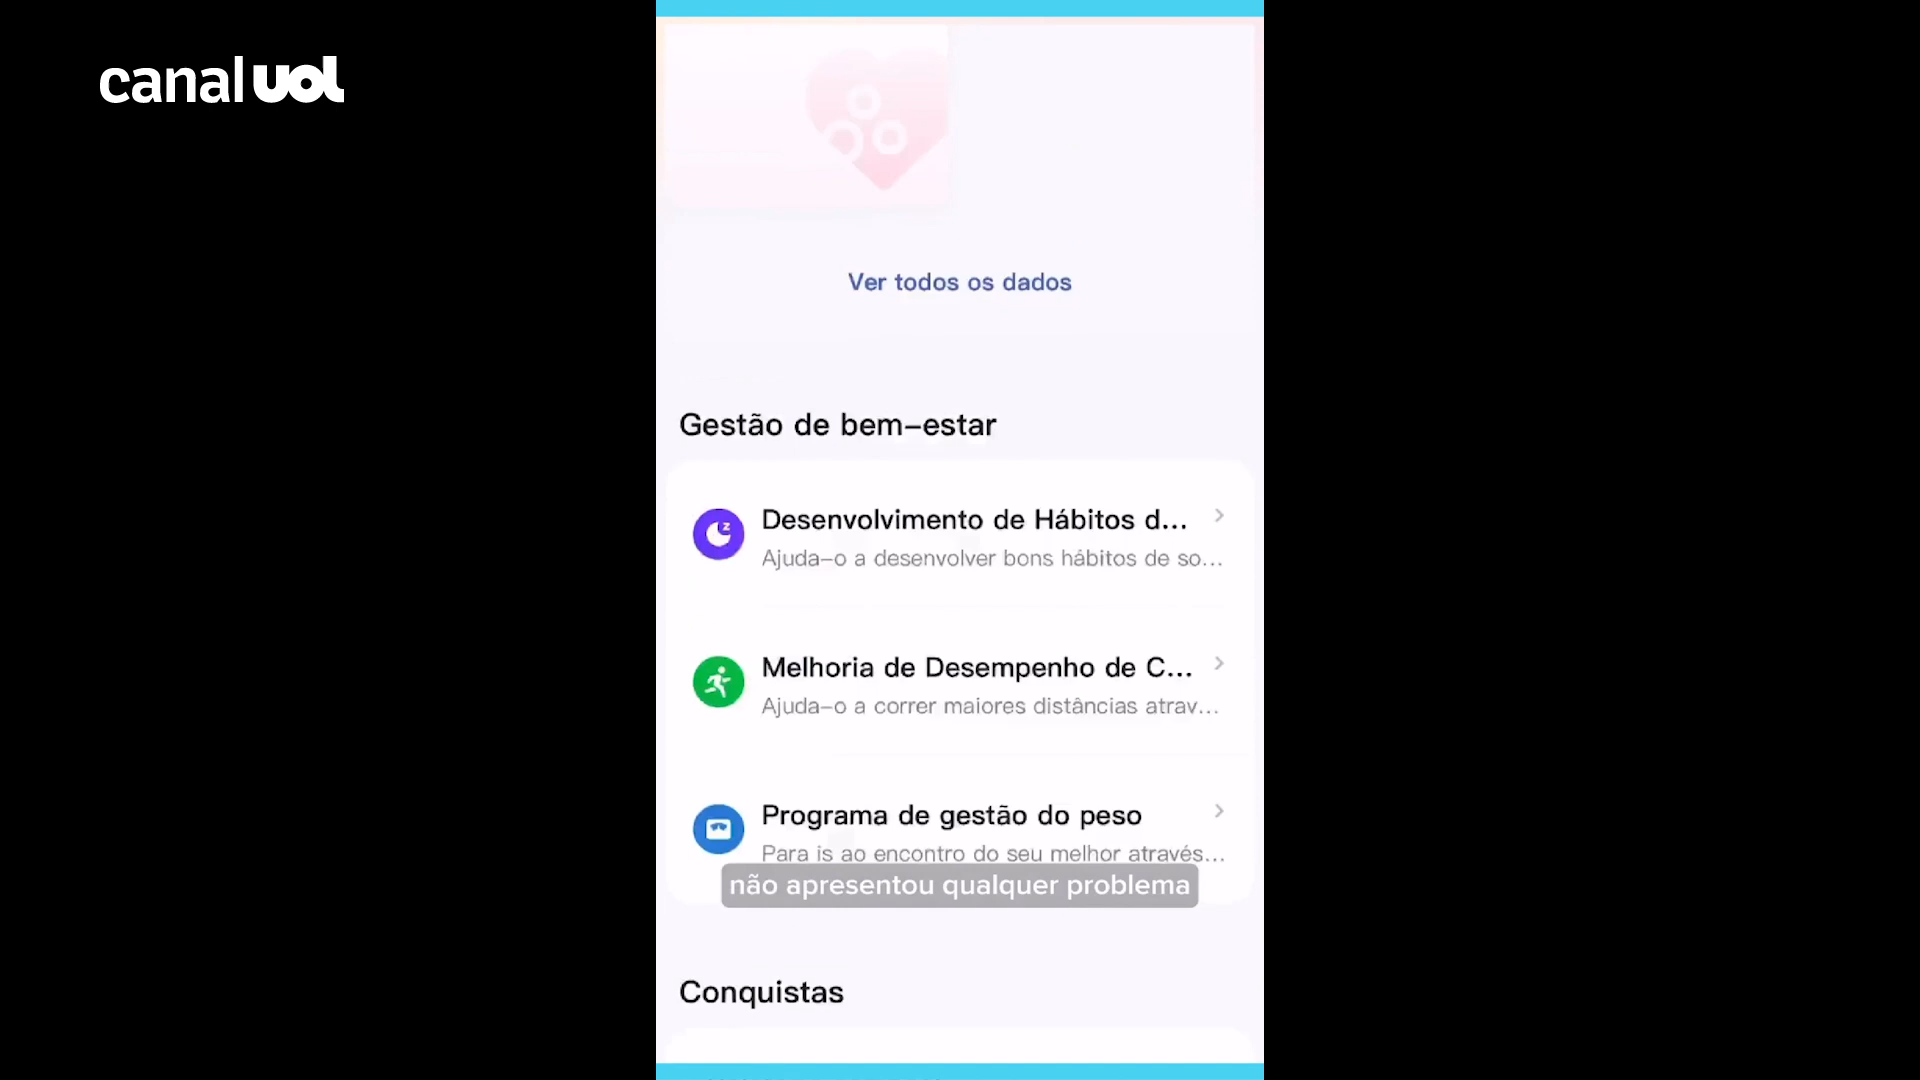 canal uol
Ver todos os dados
Gestão de bem-estar
Desenvolvimento de Hábitos d...
Ajuda-o a desenvolver bons hábitos de so...
Melhoria de Desempenho de C...
Ajuda-o a correr maiores distâncias atrav...
Programa de gestão do peso
Para is ao encontro do seu melhor através...
não apresentou qualquer problema
Conquistas